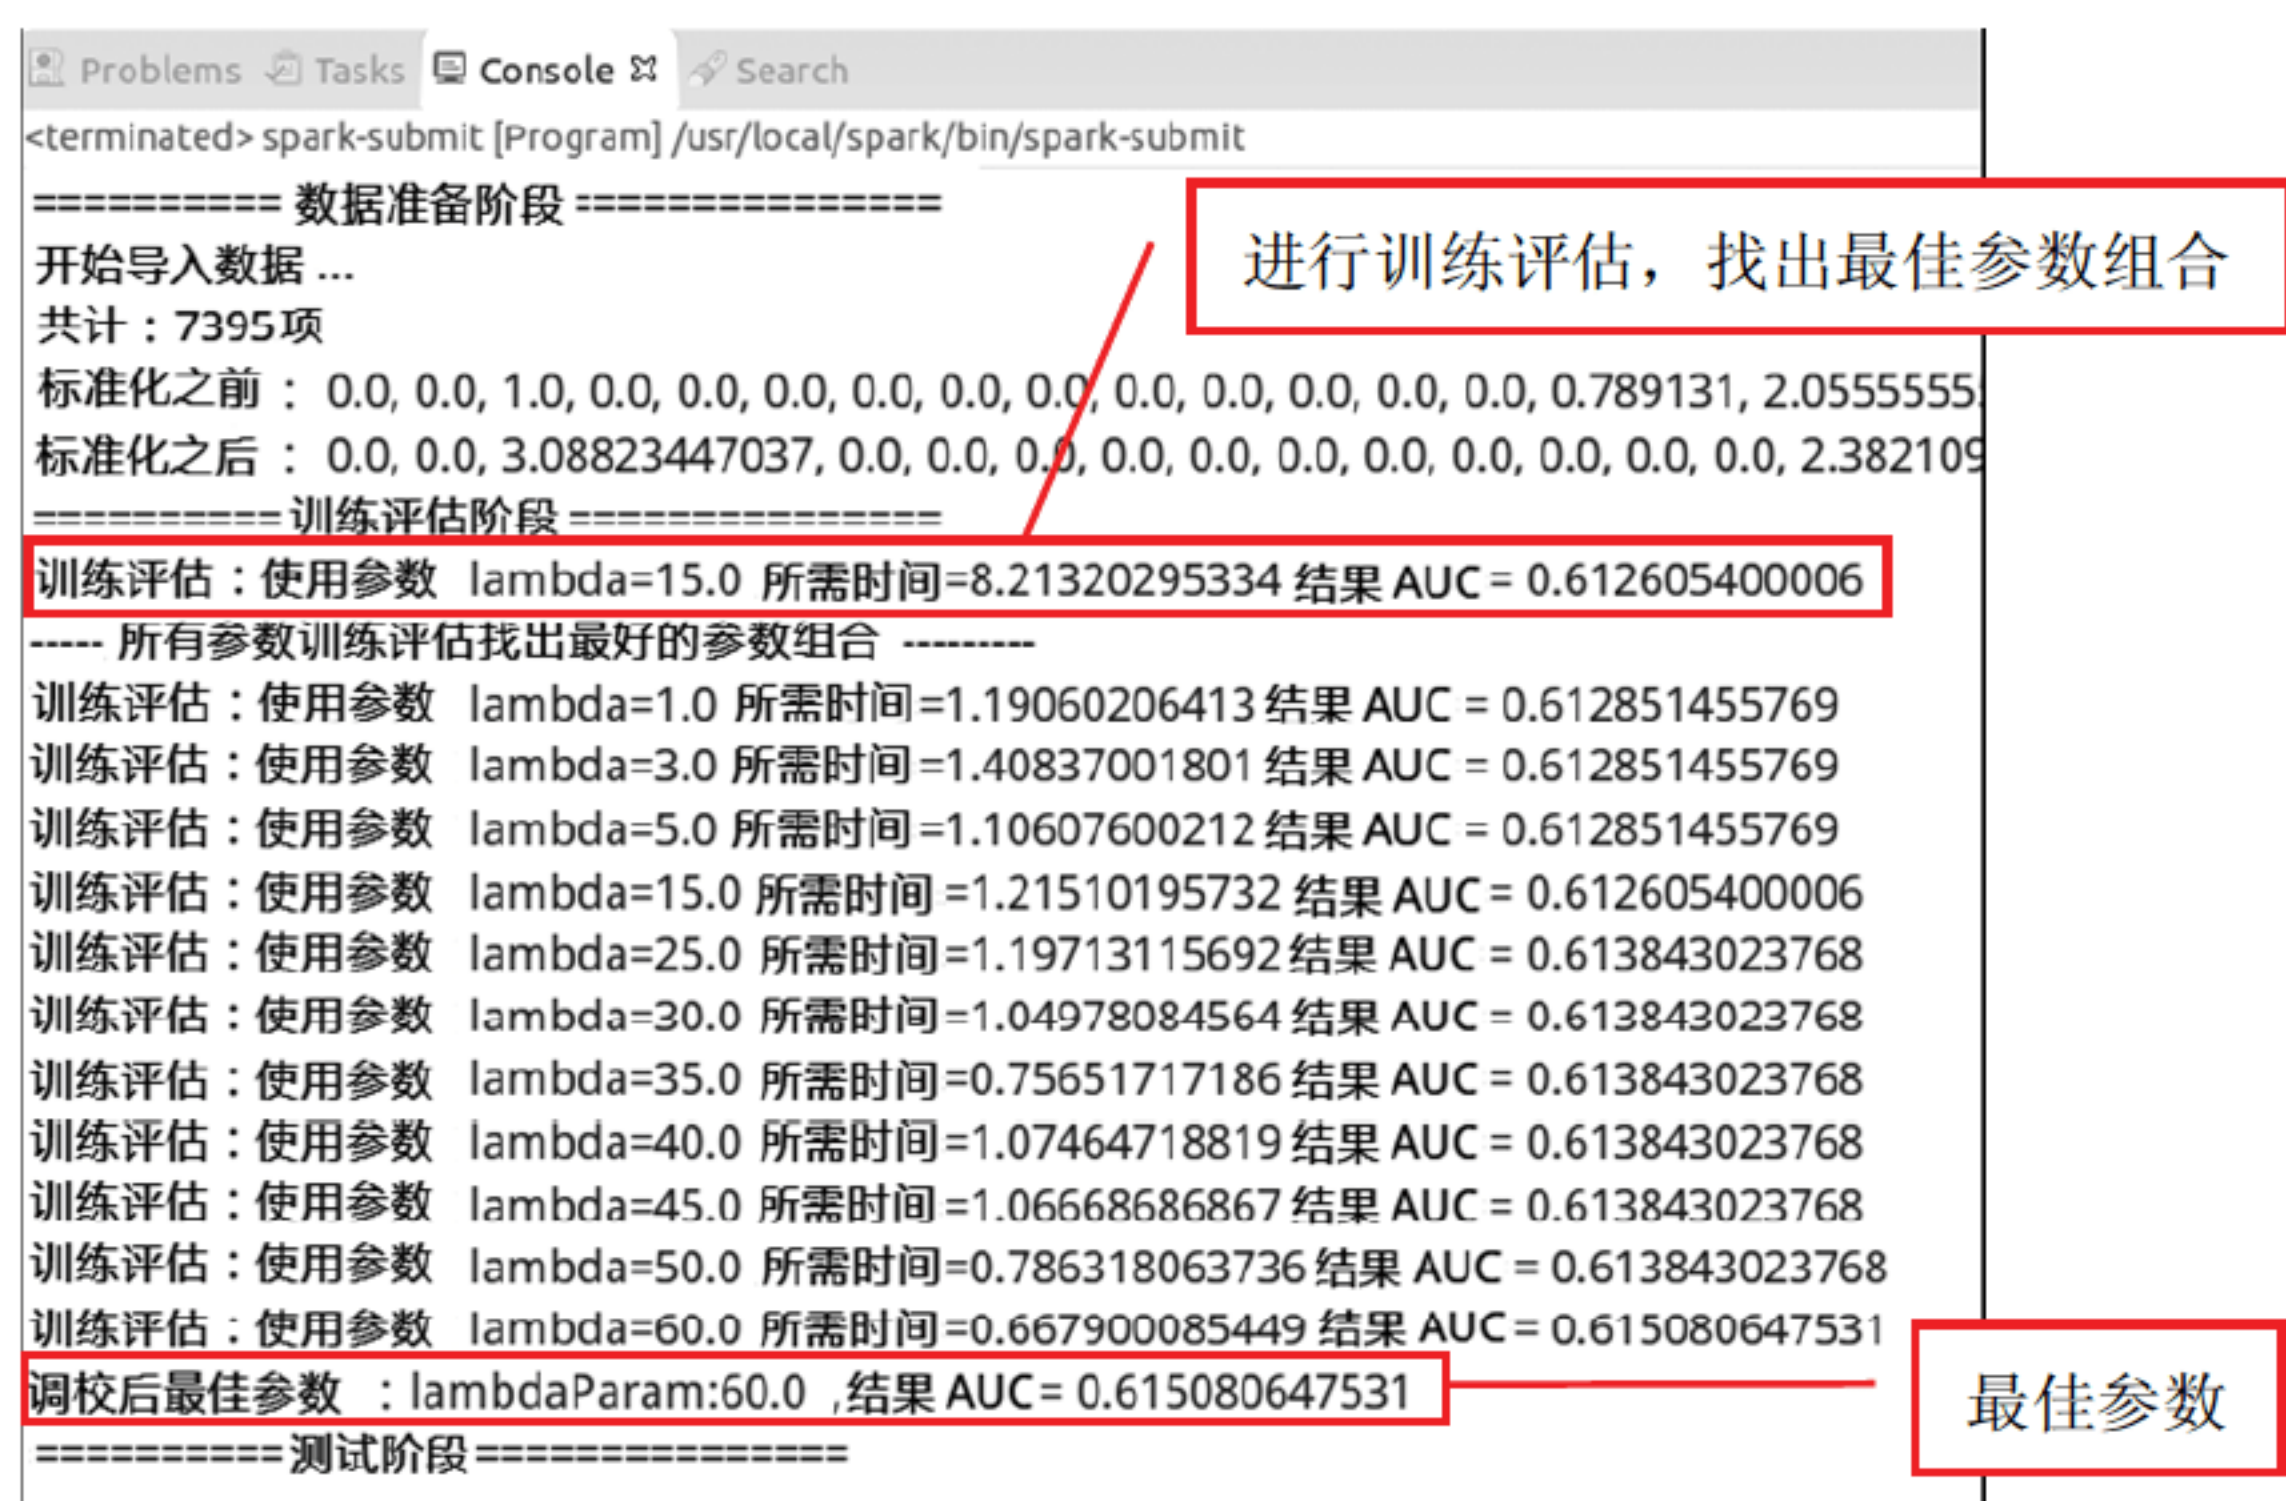 Problems Tasks Console Search
<terminated> spark-submit [Program] /usr/local/spark/bin/spark-submit
========== 数据准备阶段 ===============
进行训练评估，找出最佳参数组合
开始导入数据 ...
共计：7395项
标准化之前 ： 0.0, 0.0, 1.0, 0.0, 0.0, 0.0, 0.0, 0.0, 0.0, 0.0, 0.0, 0.0, 0.0, 0.0, 0.789131, 2.0555555
标准化之后 ： 0.0, 0.0, 3.08823447037, 0.0, 0.0, 0.0, 0.0, 0.0, 0.0, 0.0, 0.0, 0.0, 0.0, 0.0, 2.382109
========== 训练评估阶段 ===============
训练评估：使用参数 lambda=15.0 所需时间=8.21320295334 结果 AUC = 0.612605400006
----- 所有参数训练评估找出最好的参数组合 ---------
训练评估：使用参数 lambda=1.0 所需时间=1.19060206413 结果 AUC = 0.612851455769
训练评估：使用参数 lambda=3.0 所需时间=1.40837001801 结果 AUC = 0.612851455769
训练评估：使用参数 lambda=5.0 所需时间=1.10607600212 结果 AUC = 0.612851455769
训练评估：使用参数 lambda=15.0 所需时间=1.21510195732 结果 AUC = 0.612605400006
训练评估：使用参数 lambda=25.0 所需时间=1.19713115692 结果 AUC = 0.613843023768
训练评估：使用参数 lambda=30.0 所需时间=1.04978084564 结果 AUC = 0.613843023768
训练评估：使用参数 lambda=35.0 所需时间=0.75651717186 结果 AUC = 0.613843023768
训练评估：使用参数 lambda=40.0 所需时间=1.07464718819 结果 AUC = 0.613843023768
训练评估：使用参数 lambda=45.0 所需时间=1.06668686867 结果 AUC = 0.613843023768
训练评估：使用参数 lambda=50.0 所需时间=0.786318063736 结果 AUC = 0.613843023768
训练评估：使用参数 lambda=60.0 所需时间=0.667900085449 结果 AUC = 0.615080647531
调校后最佳参数 ：lambdaParam:60.0 ,结果 AUC = 0.615080647531
最佳参数
========== 测试阶段 ===============